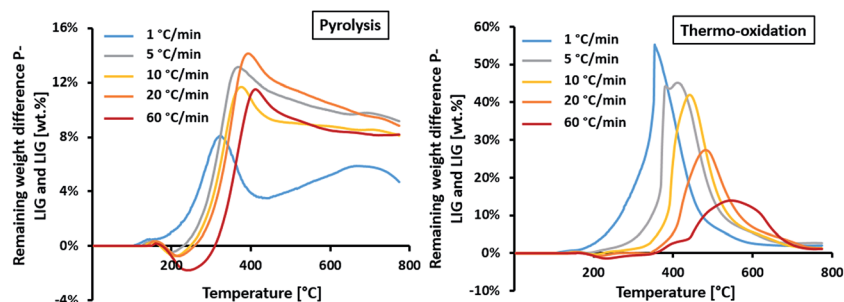 Pyrolysis
Remaining weight difference P-
LIG and LIG [wt.%]
16%
12%
8%
4%
0%
-4%
1 °C/min
5 °C/min
10 °C/min
20 °C/min
60 °C/min
200
400
600
800
Temperature [°C]
Thermo-oxidation
Remaining weight difference P-
LIG and LIG [wt.%]
60%
50%
40%
30%
20%
10%
0%
-10%
1 °C/min
5 °C/min
10 °C/min
20 °C/min
60 °C/min
0
200
400
600
800
Temperature [°C]